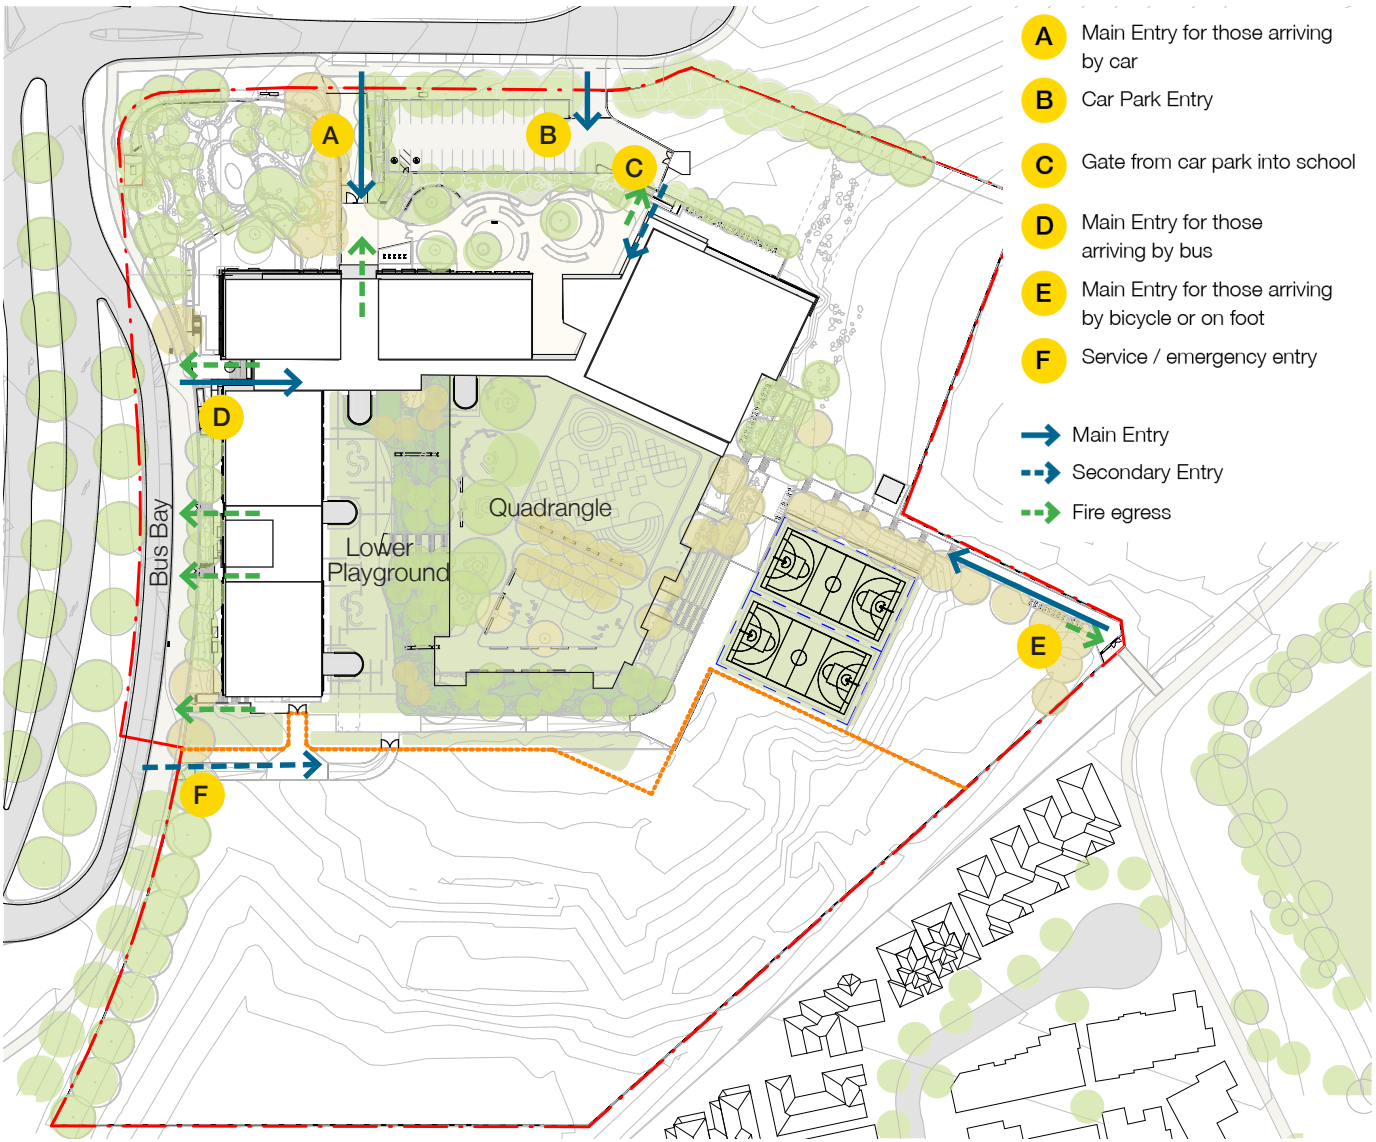 A
Main Entry for those arriving
by car
B
Car Park Entry
C
Gate from car park into school
D
Main Entry for those
arriving by bus
E
Main Entry for those arriving
by bicycle or on foot
F
Service / emergency entry
Main Entry
Secondary Entry
Fire egress
A
B
C
D
Quadrangle
Lower
Playground
Bus Bay
E
F